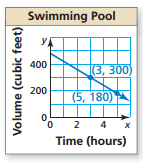 Swimming Pool
Volume (cubic feet)
y
400
200
0
(3, 300)
(5, 180)
0 2 4 x
Time (hours)